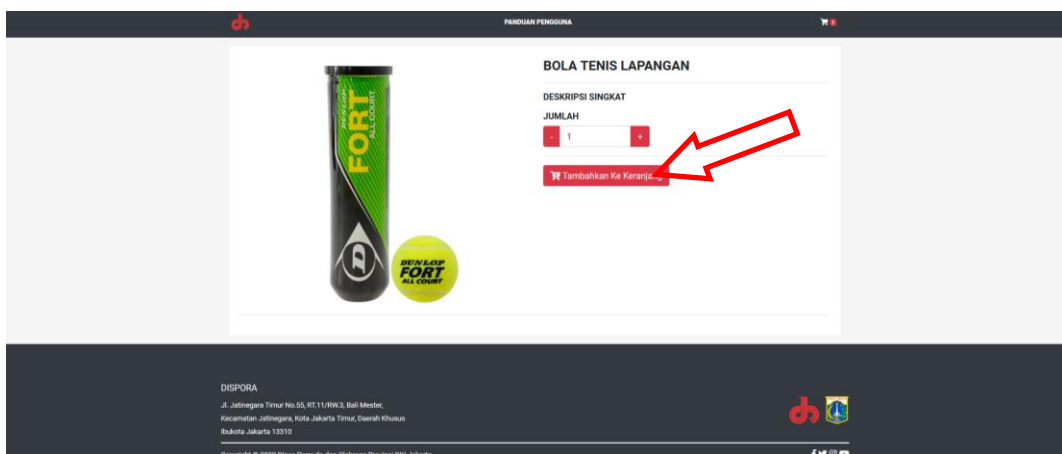 PANDUAN PENGGUNA
BOLA TENIS LAPANGAN
DESKRIPSI SINGKAT
JUMLAH
- 1 +
Tambahkan Ke Keranjang
DUNLOP
FORT
ALL COURT
DUNLOP
FORT
ALL COURT
DISPORA
Jl. Jatinegara Timur No.55, RT.11/RW.3, Bali Mester,
Kecamatan Jatinegara, Kota Jakarta Timur, Daerah Khusus
Ibukota Jakarta 13310